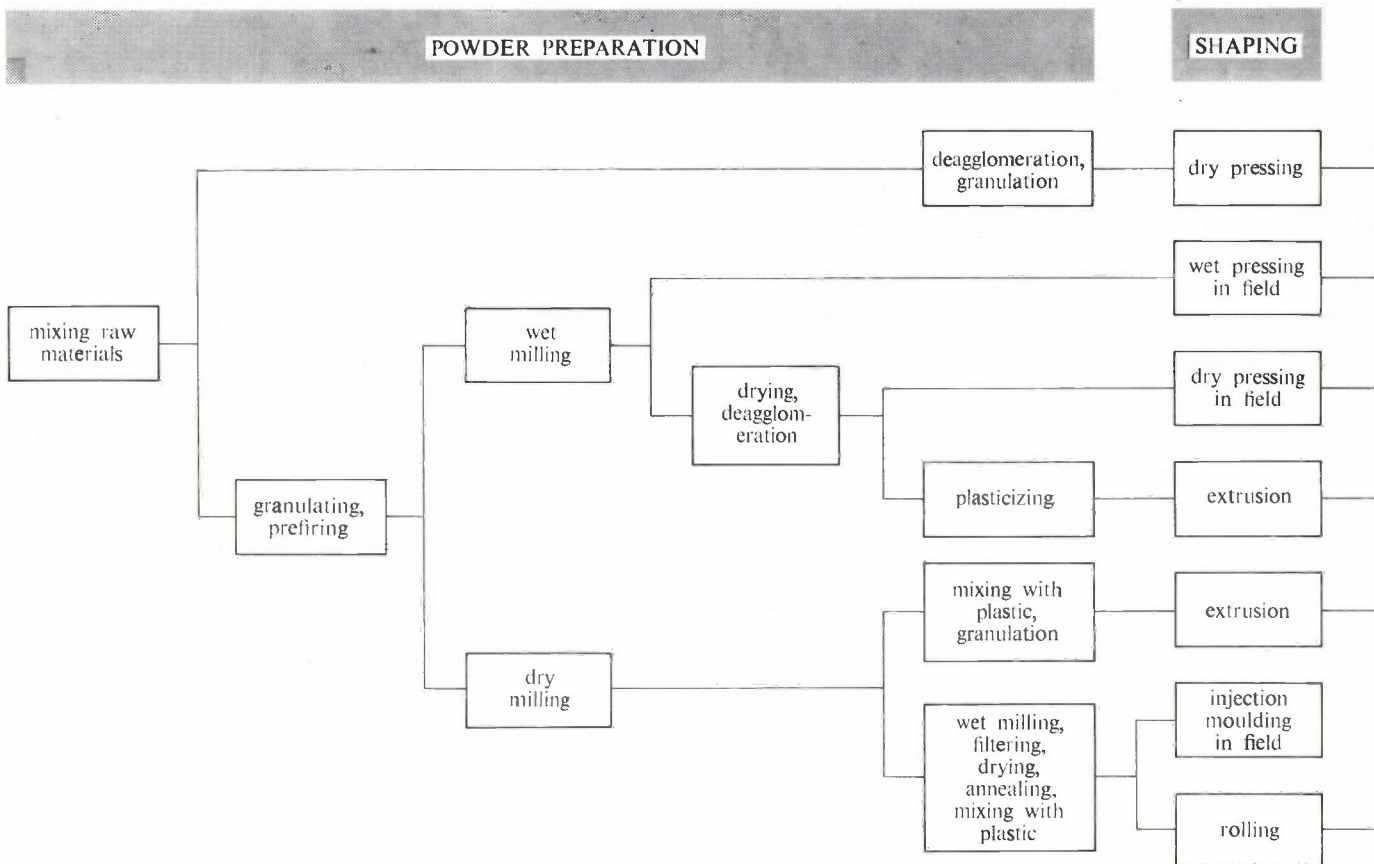 POWDER PREPARATION
SHAPING
deagglomeration,
granulation
dry pressing
wet pressing
in field
mixing raw
materials
wet
milling
drying,
deagglom-
eration
dry pressing
in field
granulating,
prefiring
plasticizing
extrusion
mixing with
plastic,
granulation
extrusion
dry
milling
wet milling,
filtering,
drying,
annealing,
mixing with
plastic
injection
moulding
in field
rolling